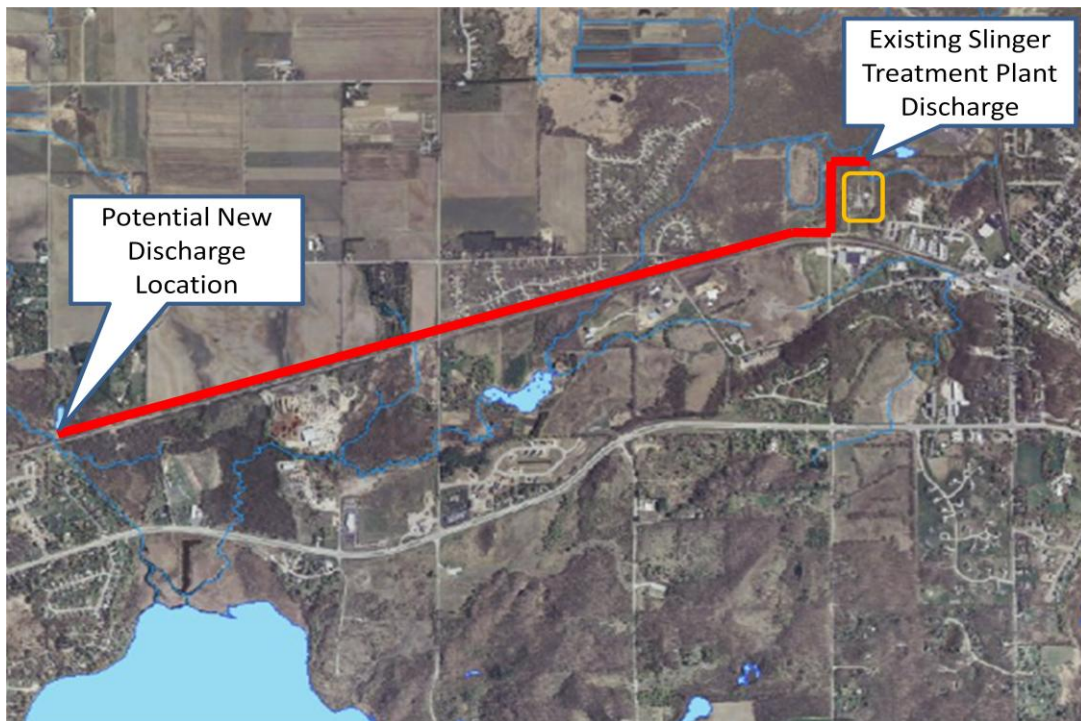 Existing Slinger
Treatment Plant
Discharge
Potential New
Discharge
Location